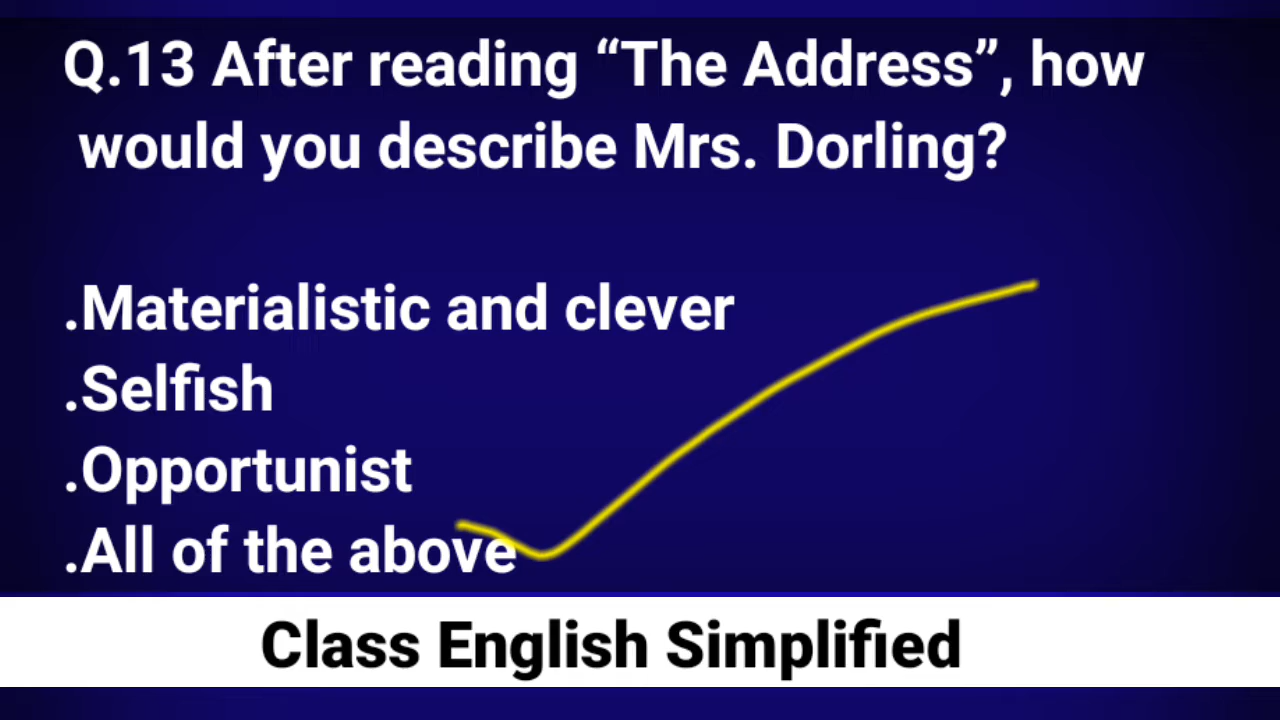 Q.13 After reading “The Address”, how
would you describe Mrs. Dorling?
.Materialistic and clever
.Selfish
.Opportunist
.All of the above
Class English Simplified